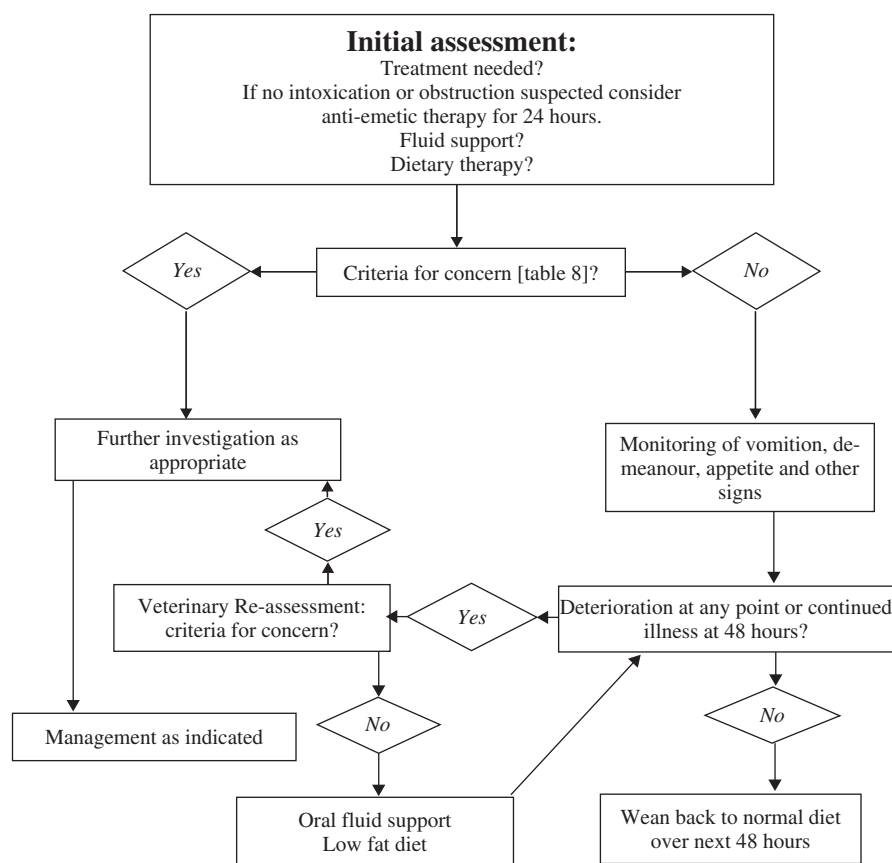 Initial assessment:
Treatment needed?
If no intoxication or obstruction suspected consider
anti-emetic therapy for 24 hours.
Fluid support?
Dietary therapy?
Yes
Criteria for concern [table 8]?
No
Further investigation as
appropriate
Monitoring of vomition, de-
meanour, appetite and other
signs
Yes
Veterinary Re-assessment:
criteria for concern?
Yes
Deterioration at any point or continued
illness at 48 hours?
No
No
Management as indicated
Oral fluid support
Low fat diet
Wean back to normal diet
over next 48 hours